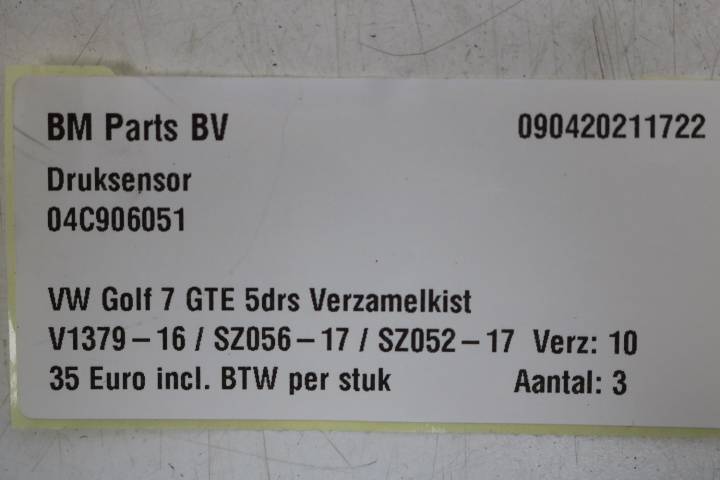 BM Parts BV 090420211722
Druksensor
04C906051
VW Golf 7 GTE 5drs Verzamelkist
V1379-16 / SZ056-17 / SZ052-17 Verz: 10
35 Euro incl. BTW per stuk Aantal: 3